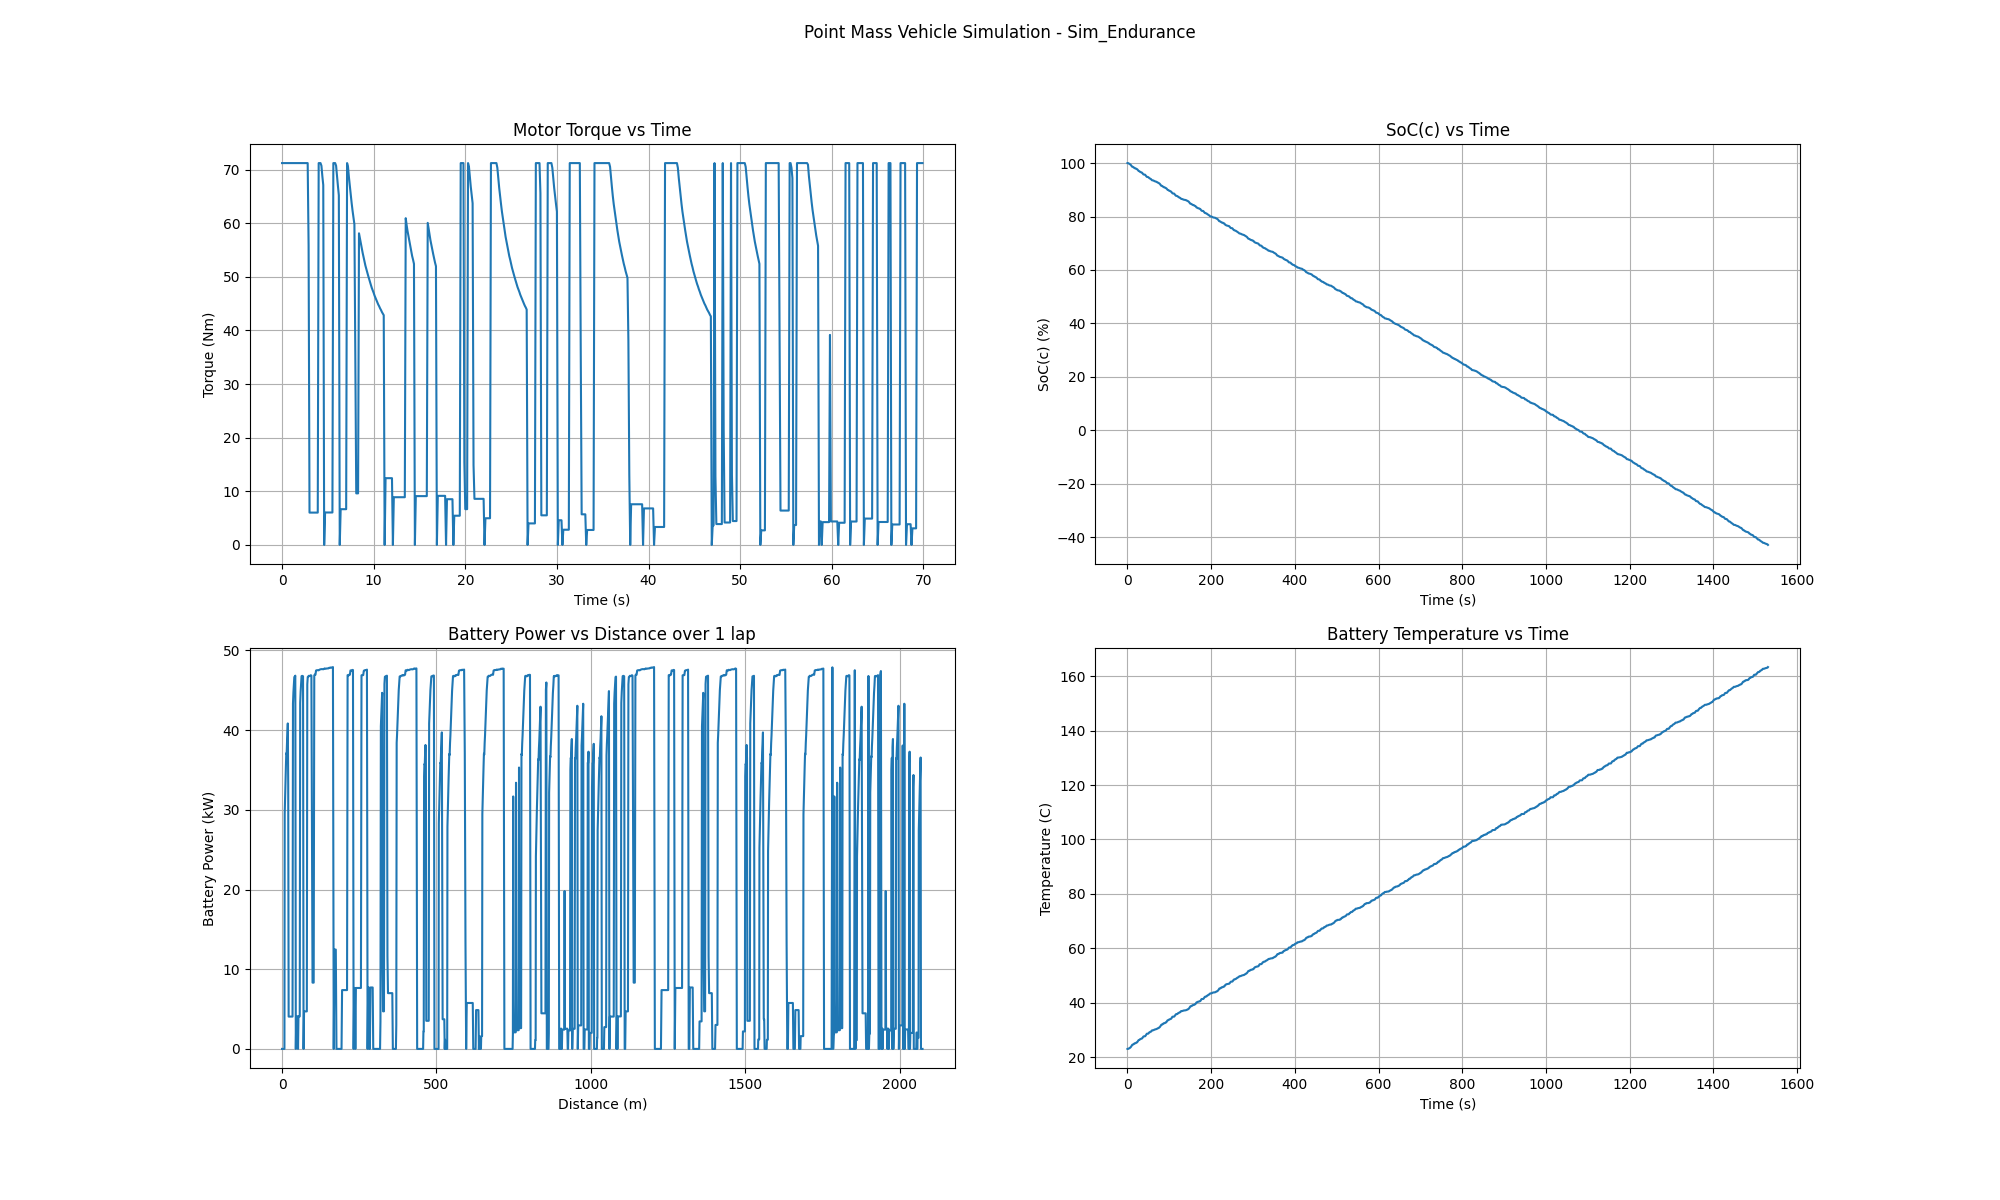 Point Mass Vehicle Simulation - Sim_Endurance
Motor Torque vs Time
Torque (Nm)
70
60
50
40
30
20
10
0
0 10 20 30 40 50 60 70
Time (s)
SoC(c) vs Time
SoC(c) (%)
100
80
60
40
20
0
−20
−40
0 200 400 600 800 1000 1200 1400 1600
Time (s)
Battery Power vs Distance over 1 lap
Battery Power (kW)
50
40
30
20
10
0
0 500 1000 1500 2000
Distance (m)
Battery Temperature vs Time
Temperature (C)
160
140
120
100
80
60
40
20
0 200 400 600 800 1000 1200 1400 1600
Time (s)